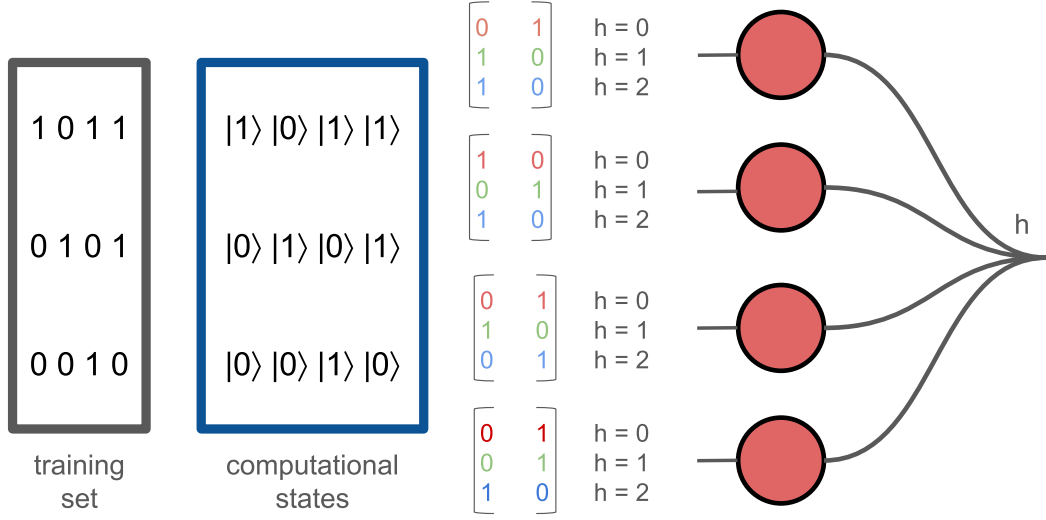 1 0 1 1
0 1 0 1
0 0 1 0
training
set
|1⟩ |0⟩ |1⟩ |1⟩
|0⟩ |1⟩ |0⟩ |1⟩
|0⟩ |0⟩ |1⟩ |0⟩
computational
states
0 1 h = 0
1 0 h = 1
1 0 h = 2
1 0 h = 0
0 1 h = 1
1 0 h = 2
0 1 h = 0
1 0 h = 1
0 1 h = 2
0 1 h = 0
0 1 h = 1
1 0 h = 2
h